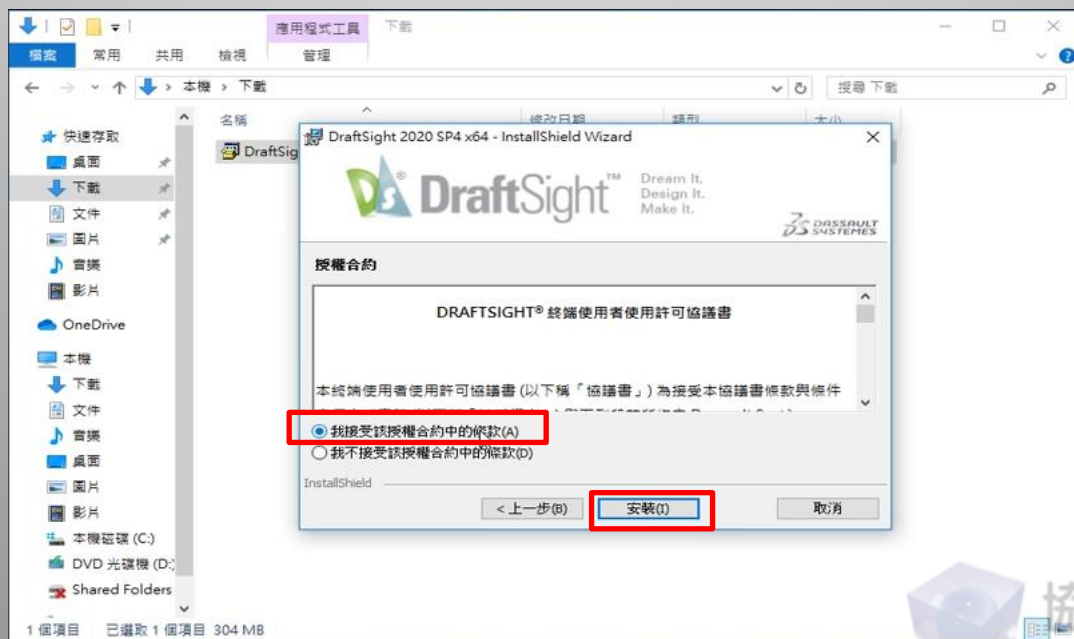 應用程式工具 下載
檔案 常用 共用 檢視 管理
本機 下載 搜尋 下載
名稱 修改日期 類型 大小
快速存取
桌面
下載
文件
圖片
音樂
影片
OneDrive
本機
下載
文件
音樂
桌面
圖片
影片
本機磁碟 (C:)
DVD 光碟機 (D:)
Shared Folders
DraftSig
DraftSight 2020 SP4 x64 - InstallShield Wizard
DraftSight™
Dream It.
Design It.
Make It.
DASSAULT
SYSTEMES
授權合約
DRAFTSIGHT® 終端使用者使用許可協議書
本終端使用者使用許可協議書 (以下稱「協議書」) 為接受本協議書條款與條件
我接受該授權合約中的條款(A)
我不接受該授權合約中的條款(D)
InstallShield
< 上一步(B) 安裝(I) 取消
1 個項目 已選取 1 個項目 304 MB
協